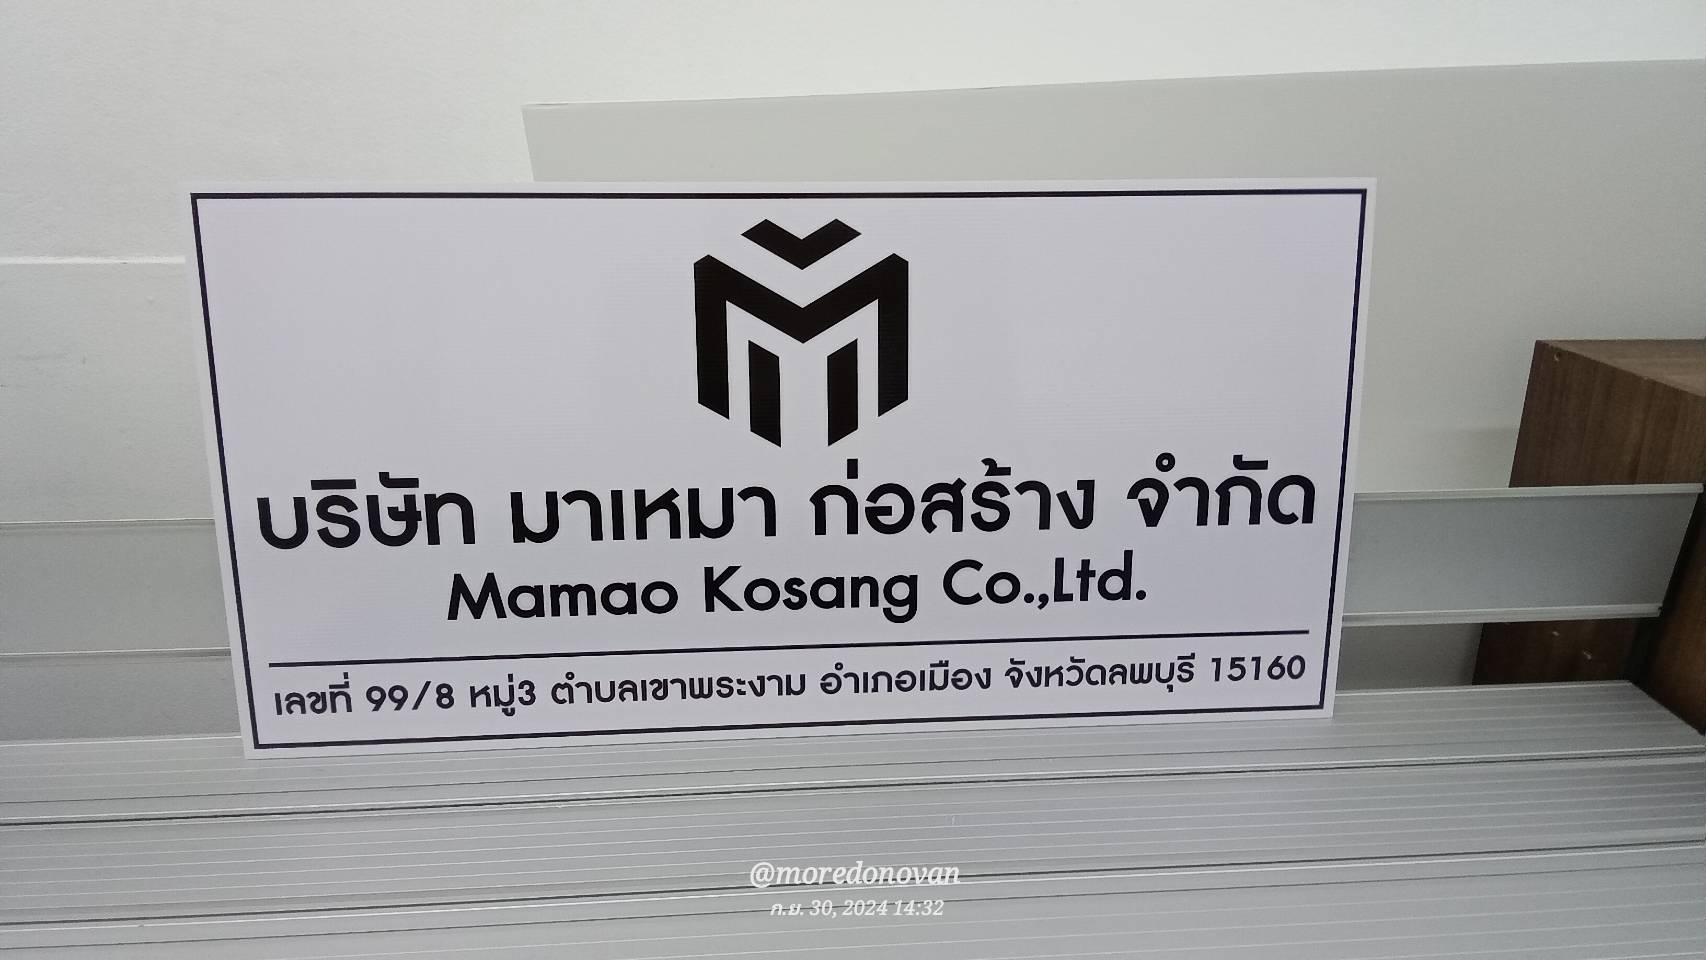 บริษัท มาเหมา ก่อสร้าง จำกัด
Mamao Kosang Co.,Ltd.
เลขที่ 99/8 หมู่3 ตำบลเขาพระงาม อำเภอเมือง จังหวัดลพบุรี 15160
@moredonovan
ก.ย. 30, 2024 14:32